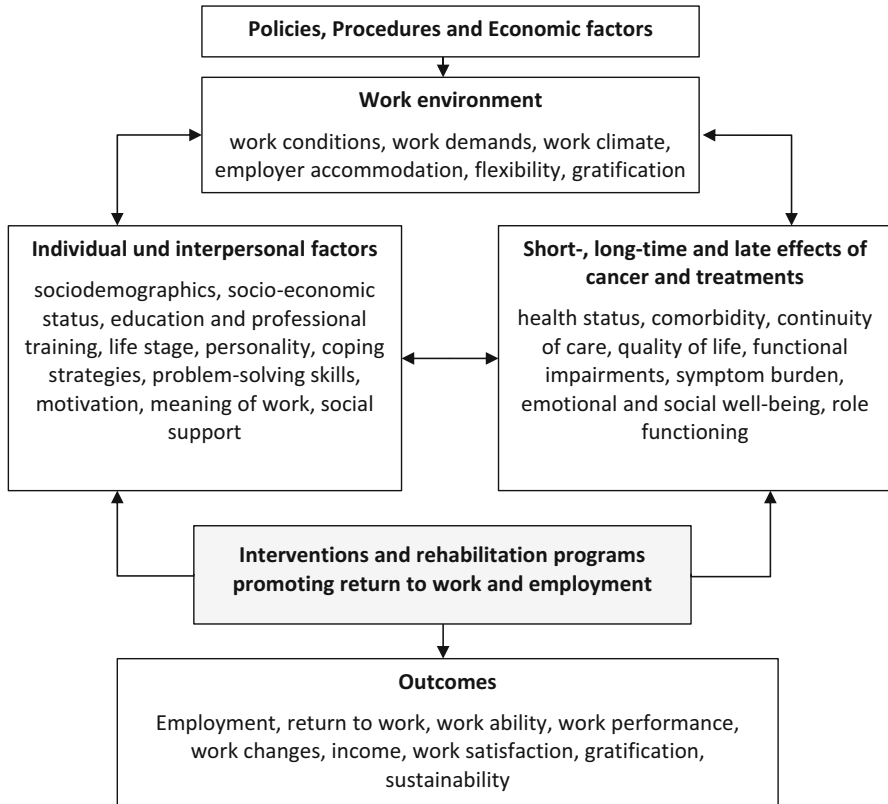 Policies, Procedures and Economic factors
Work environment
work conditions, work demands, work climate,
employer accommodation, flexibility, gratification
Individual und interpersonal factors
sociodemographics, socio-economic
status, education and professional
training, life stage, personality, coping
strategies, problem-solving skills,
motivation, meaning of work, social
support
Short-, long-time and late effects of
cancer and treatments
health status, comorbidity, continuity
of care, quality of life, functional
impairments, symptom burden,
emotional and social well-being, role
functioning
Interventions and rehabilitation programs
promoting return to work and employment
Outcomes
Employment, return to work, work ability, work performance,
work changes, income, work satisfaction, gratification,
sustainability